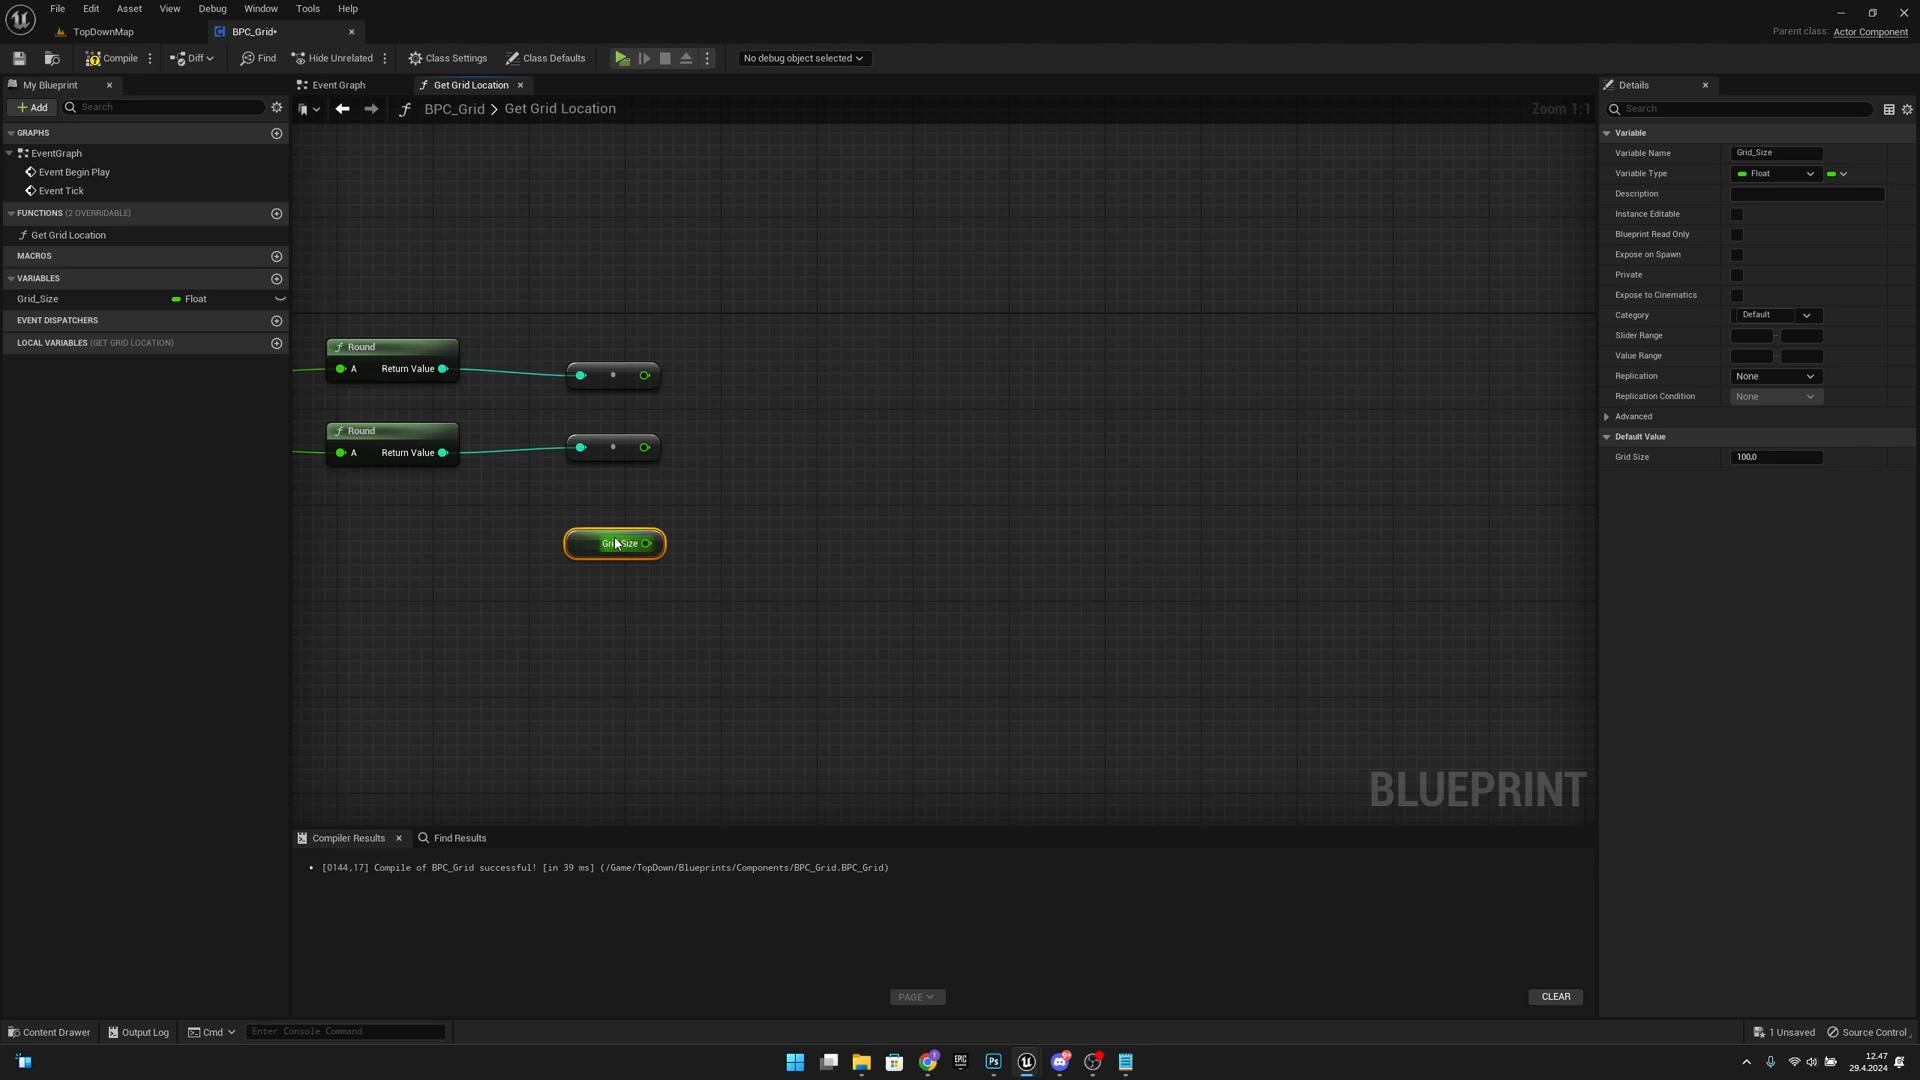 File Edit Asset View Debug Window Tools Help
TopDownMap BPC_Grid•
Parent class: Actor Component
Compile Diff Find Hide Unrelated Class Settings Class Defaults No debug object selected
My Blueprint
Event Graph Get Grid Location
Details
Add Search
BPC_Grid > Get Grid Location
Zoom 1:1
Search
GRAPHS
EventGraph
Event Begin Play
Event Tick
FUNCTIONS (2 OVERRIDABLE)
Get Grid Location
MACROS
VARIABLES
Grid_Size Float
EVENT DISPATCHERS
LOCAL VARIABLES (GET GRID LOCATION)
Round
A Return Value
Round
A Return Value
BLUEPRINT
Variable
Variable Name Grid_Size
Variable Type Float
Description
Instance Editable
Blueprint Read Only
Expose on Spawn
Private
Expose to Cinematics
Category Default
Slider Range
Value Range
Replication None
Replication Condition None
Advanced
Default Value
Grid Size 100,0
Compiler Results Find Results
• [0144,17] Compile of BPC_Grid successful! [in 39 ms] (/Game/TopDown/Blueprints/Components/BPC_Grid.BPC_Grid)
PAGE
CLEAR
Content Drawer Output Log Cmd Enter Console Command
1 Unsaved Source Control
12.47
29.4.2024